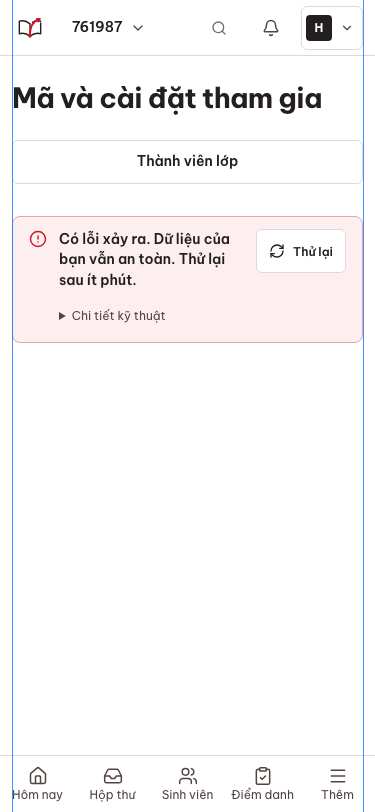 761987
H
Mã và cài đặt tham gia
Thành viên lớp
Có lỗi xảy ra. Dữ liệu của
bạn vẫn an toàn. Thử lại
sau ít phút.
Thử lại
Chi tiết kỹ thuật
Hôm nay
Hộp thư
Sinh viên
Điểm danh
Thêm